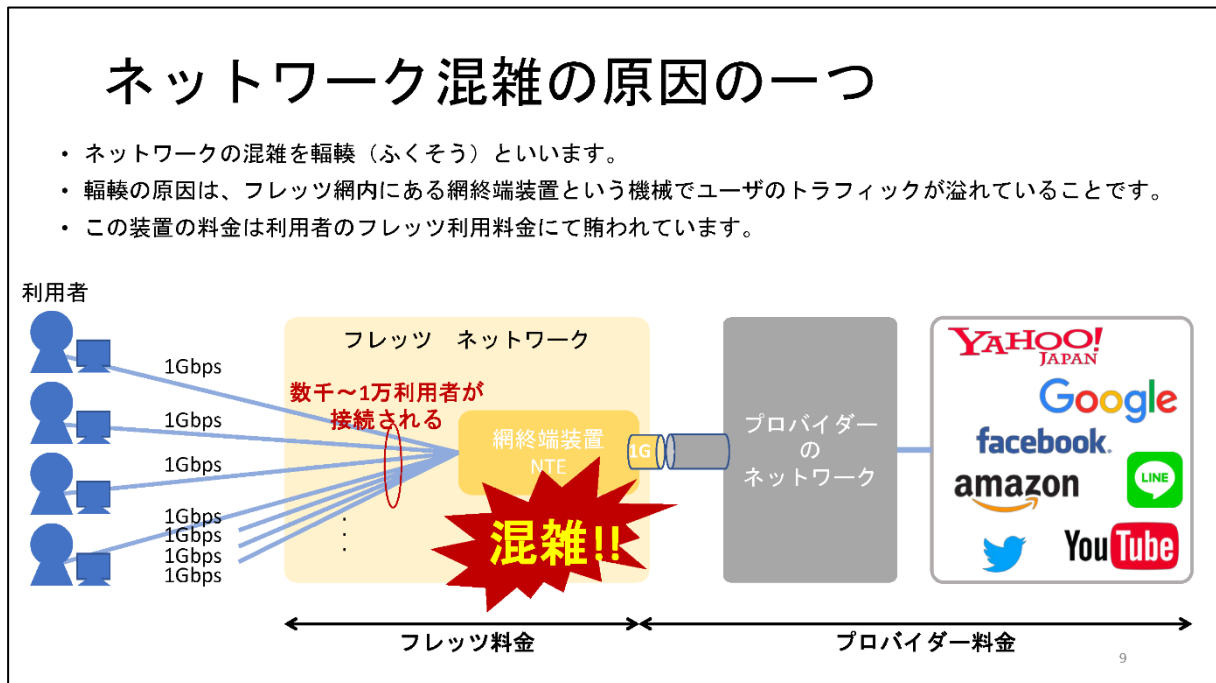 ネットワーク混雑の原因の一つ
• ネットワークの混雑を輻輳（ふくそう）といいます。
• 輻輳の原因は、フレッツ網内にある網終端装置という機械でユーザのトラフィックが溢れていることです。
• この装置の料金は利用者のフレッツ利用料金にて賄われています。
利用者
1Gbps
1Gbps
1Gbps
1Gbps
1Gbps
1Gbps
1Gbps
フレッツ　ネットワーク
数千～1万利用者が
接続される
網終端装置
NTE
1G
混雑!!
プロバイダー
の
ネットワーク
YAHOO!
JAPAN
Google
facebook.
amazon
LINE
YouTube
フレッツ料金
プロバイダー料金
9